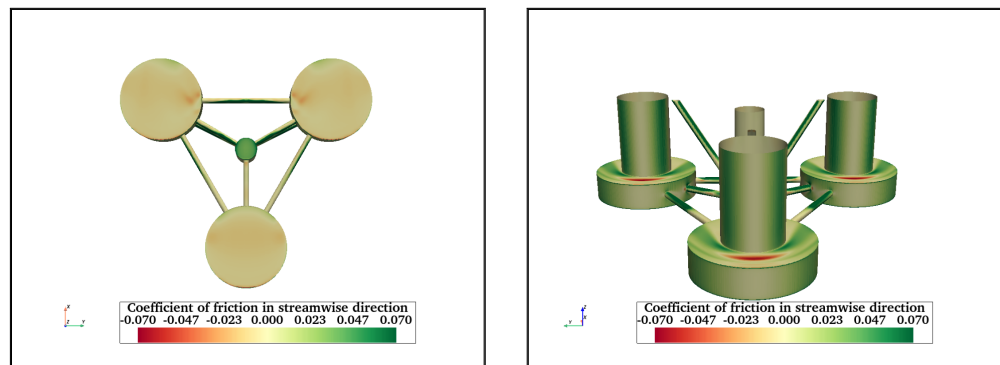 Coefficient of friction in streamwise direction
-0.070 -0.047 -0.023 0.000 0.023 0.047 0.070
X
Z Y
Coefficient of friction in streamwise direction
-0.070 -0.047 -0.023 0.000 0.023 0.047 0.070
Z
Y X